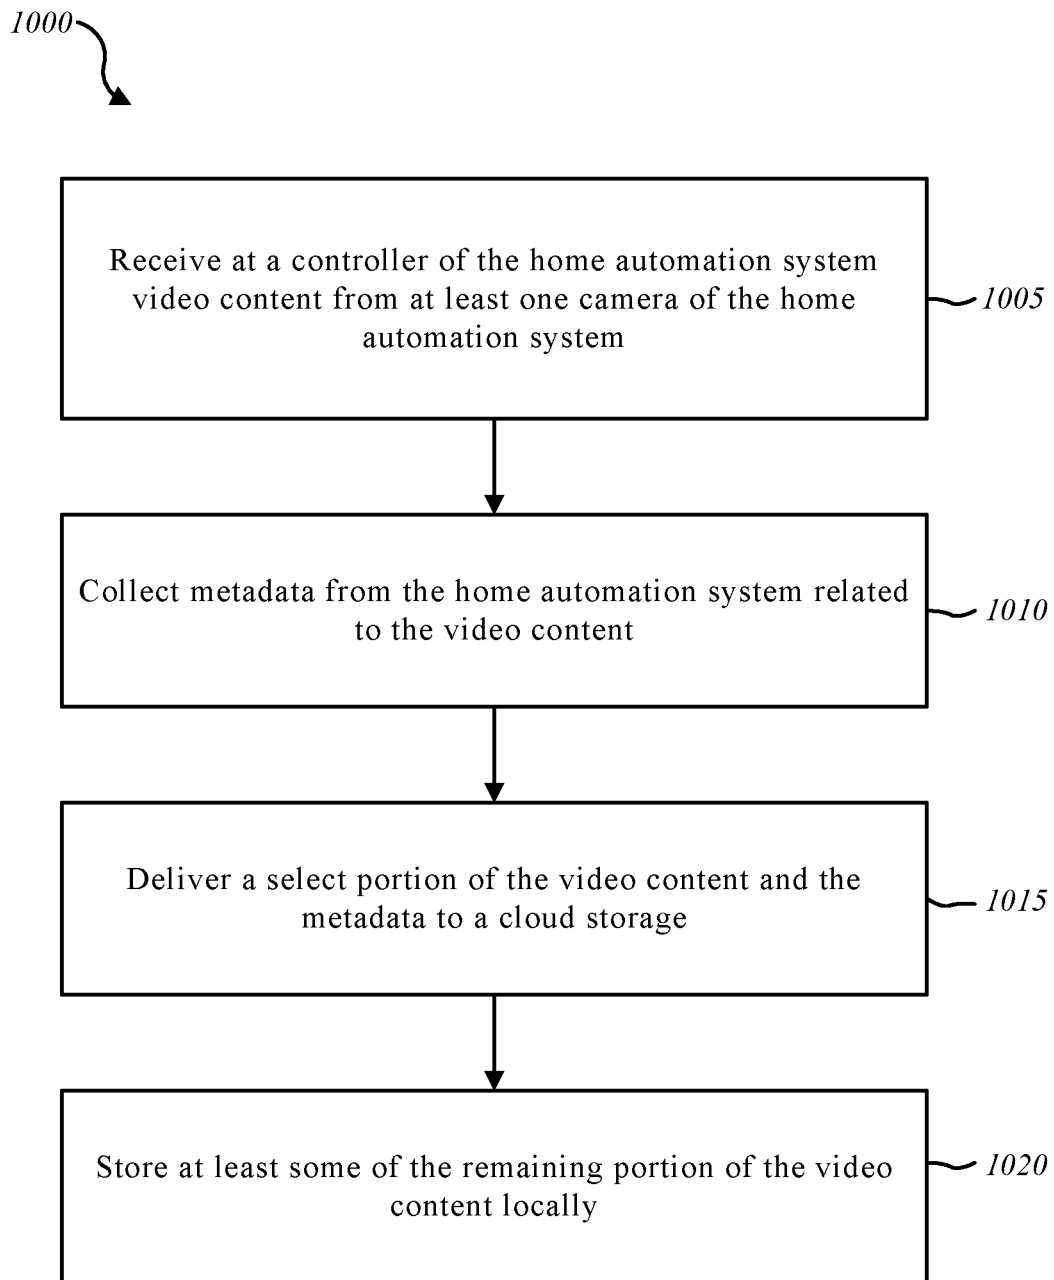 1000
Receive at a controller of the home automation system
video content from at least one camera of the home
automation system
1005
Collect metadata from the home automation system related
to the video content
1010
Deliver a select portion of the video content and the
metadata to a cloud storage
1015
Store at least some of the remaining portion of the video
content locally
1020